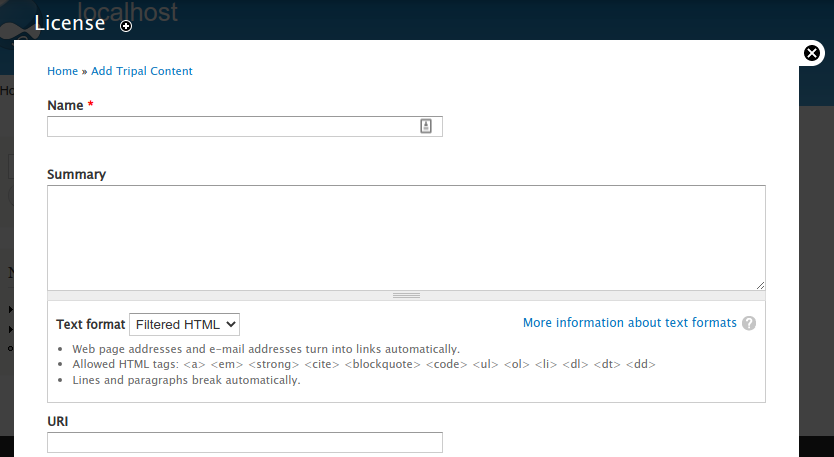 localhost
License
Home » Add Tripal Content
Name *
Summary
Text format Filtered HTML
More information about text formats ?
Web page addresses and e-mail addresses turn into links automatically.
Allowed HTML tags: <a> <em> <strong> <cite> <blockquote> <code> <ul> <ol> <li> <dl> <dt> <dd>
Lines and paragraphs break automatically.
URI